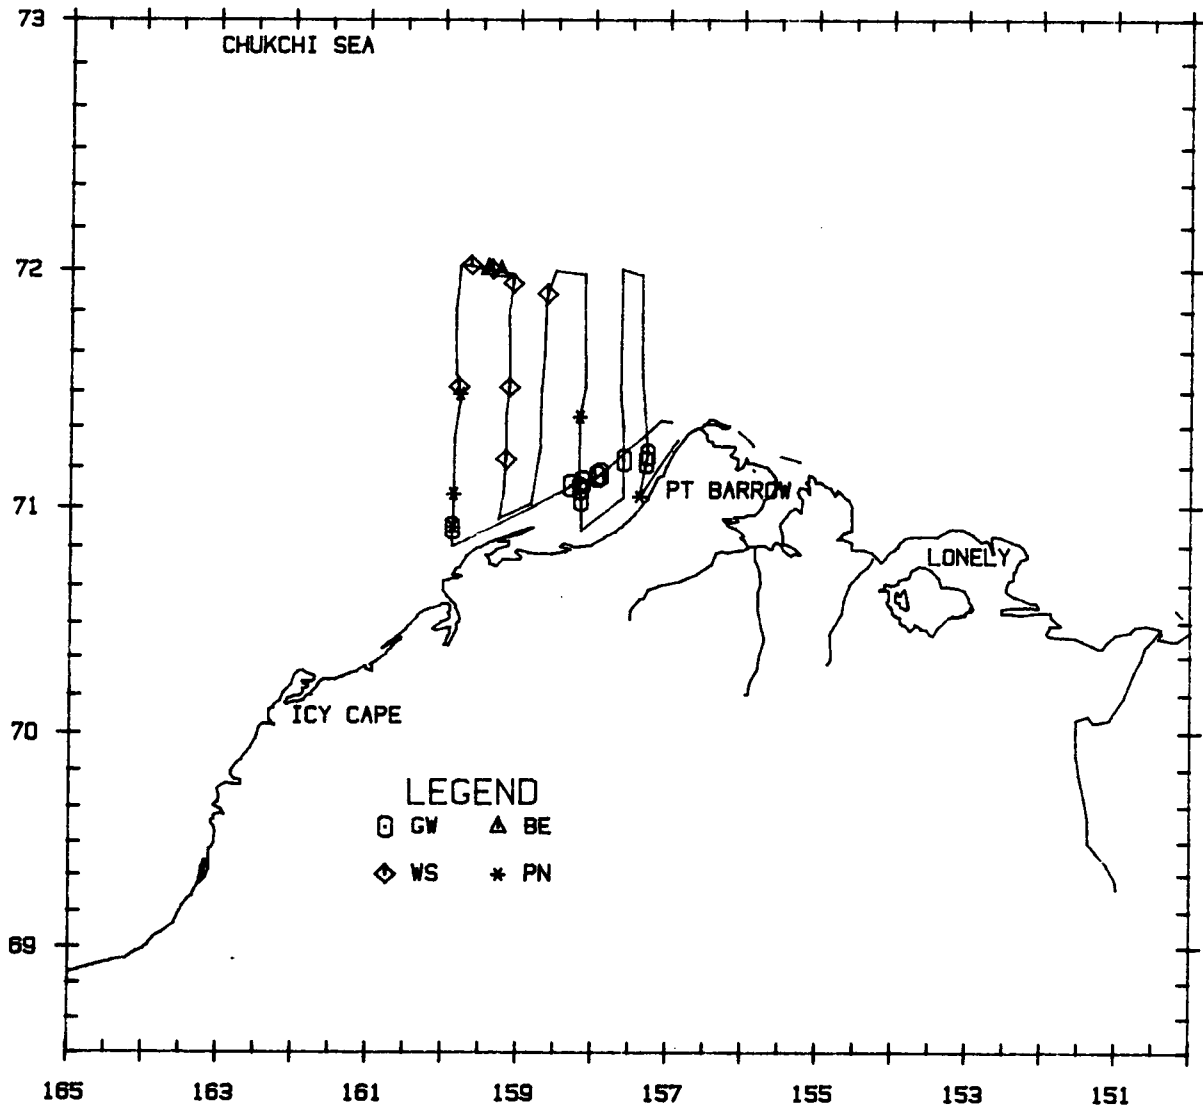 73
CHUKCHI SEA
72
71
PT BARROW
LONELY
70
ICY CAPE
LEGEND
GW BE
WS PN
69
165 163 161 159 157 155 153 151